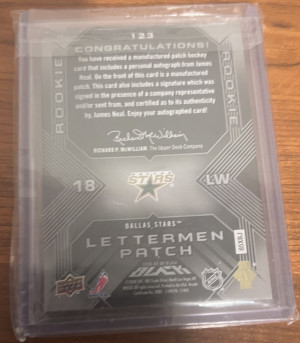 123
CONGRATULATIONS!
You have received a manufactured patch hockey
card that includes a personal autograph from James
Neal. On the front of this card is a manufactured
patch. This card also includes a signature which was
signed in the presence of a company representative
and/or sent from, and certified as to its authenticity
by James Neal. Enjoy your autographed card!
ROOKIE
ROOKIE
RICHARD P. McWILLIAM, The Upper Deck Company
18
STARS
LW
DALLAS STARS™
LETTERMEN
PATCH
BLACK
NHL